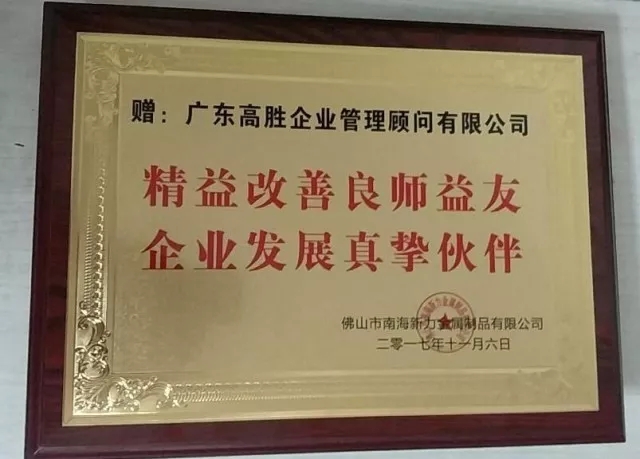 赠：广东高胜企业管理顾问有限公司
精益改善良师益友
企业发展真挚伙伴
佛山市南海新力金属制品有限公司
二零一七年十一月六日